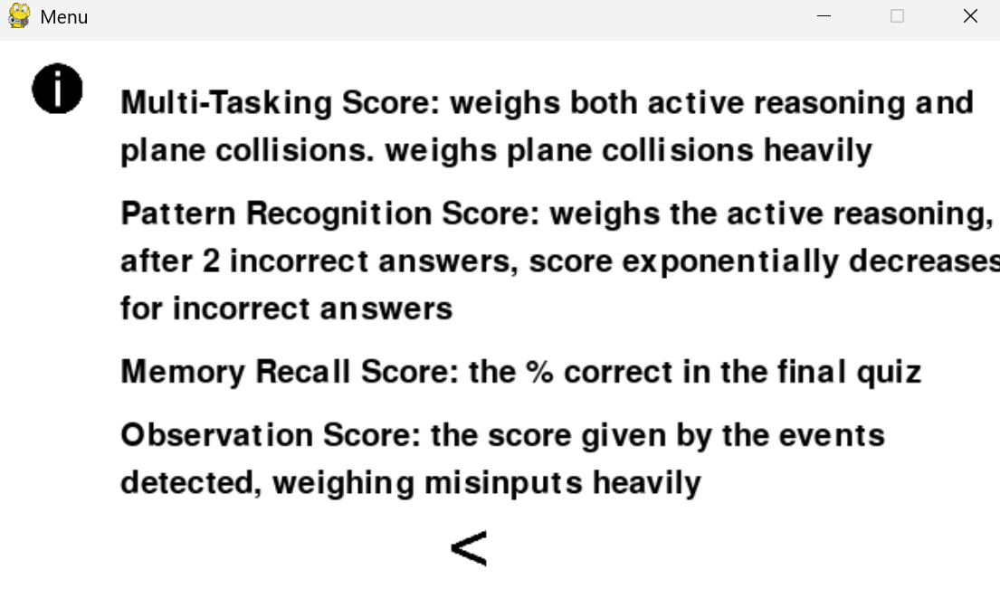 Menu
i
Multi-Tasking Score: weighs both active reasoning and
plane collisions. weighs plane collisions heavily
Pattern Recognition Score: weighs the active reasoning,
after 2 incorrect answers, score exponentially decreases
for incorrect answers
Memory Recall Score: the % correct in the final quiz
Observation Score: the score given by the events
detected, weighing misinputs heavily
<